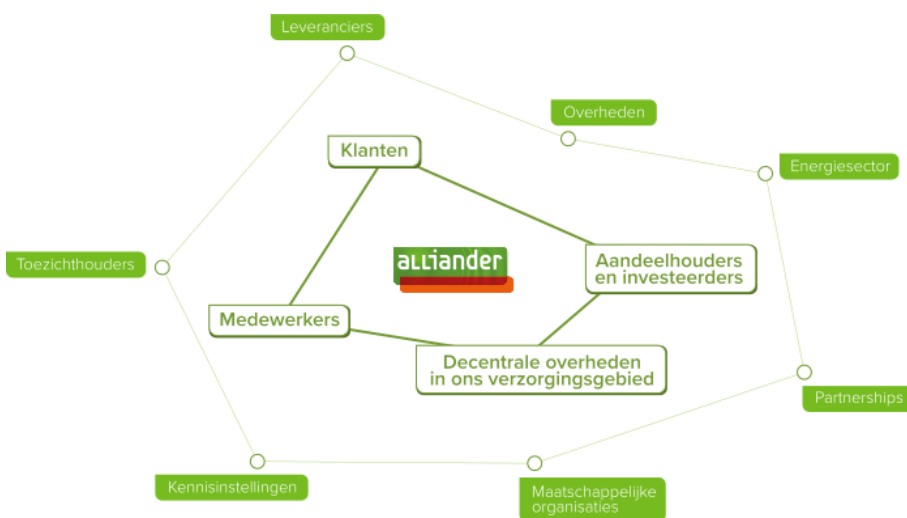 Leveranciers
Overheden
Klanten
Energiesector
alliander
Aandeelhouders
en investeerders
Toezichthouders
Medewerkers
Decentrale overheden
in ons verzorgingsgebied
Partnerships
Kennisinstellingen
Maatschappelijke
organisaties